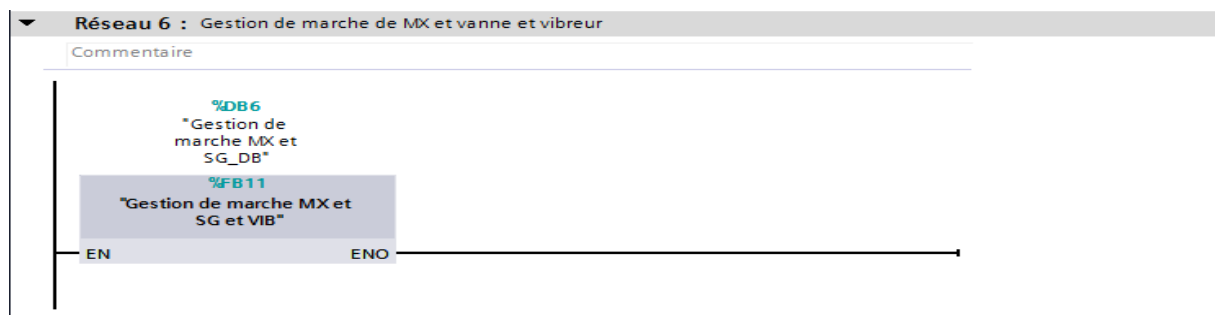 Réseau 6 : Gestion de marche de MX et vanne et vibreur
Commentaire
%DB6
"Gestion de
marche MX et
SG_DB"
%FB11
"Gestion de marche MX et
SG et VIB"
EN ENO